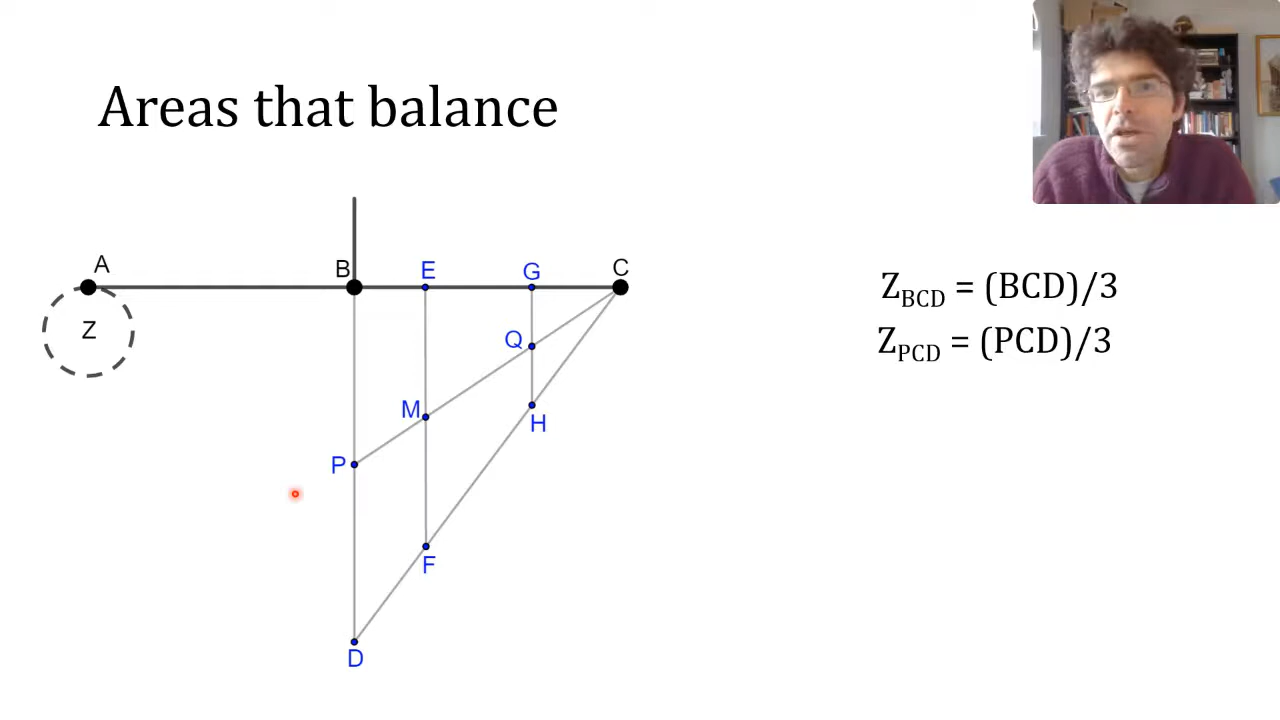 Areas that balance
A
B
E
G
C
Z
Q
M
H
P
F
D
Z_BCD = (BCD)/3
Z_PCD = (PCD)/3